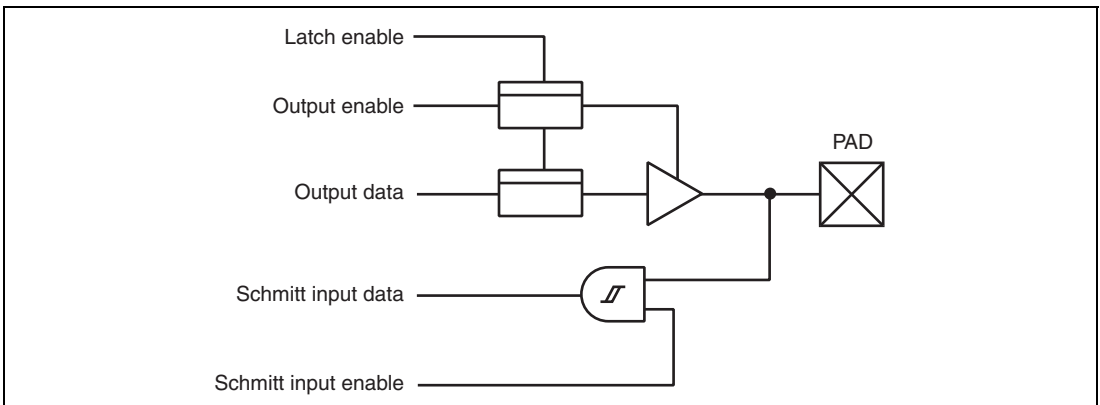 Latch enable
Output enable
PAD
Output data
Schmitt input data
Schmitt input enable